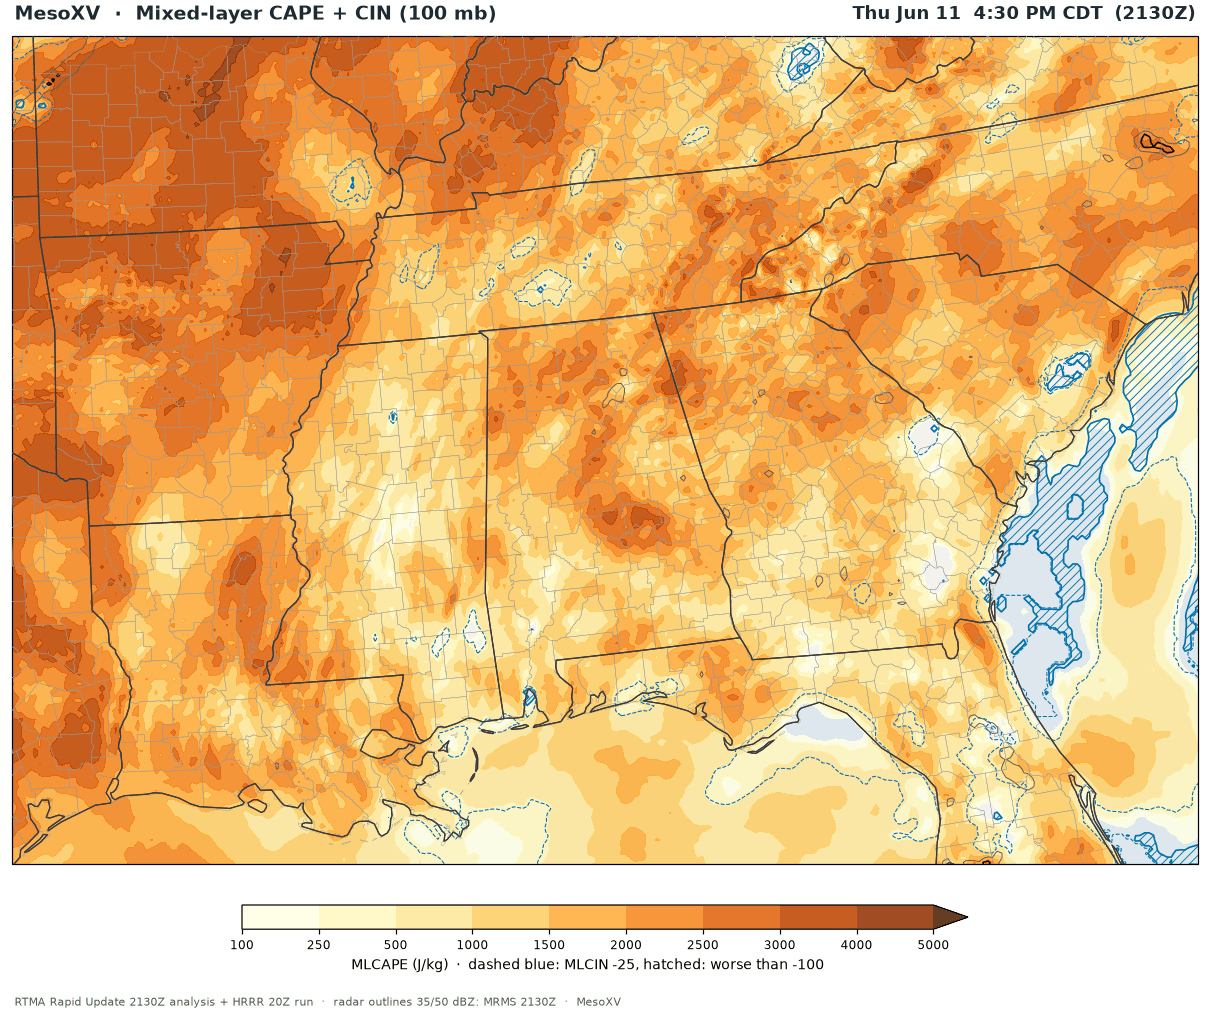 MesoXV · Mixed-layer CAPE + CIN (100 mb)
Thu Jun 11 4:30 PM CDT (2130Z)
100 250 500 1000 1500 2000 2500 3000 4000 5000
MLCAPE (J/kg) · dashed blue: MLCIN -25, hatched: worse than -100
RTMA Rapid Update 2130Z analysis + HRRR 20Z run · radar outlines 35/50 dBZ: MRMS 2130Z · MesoXV